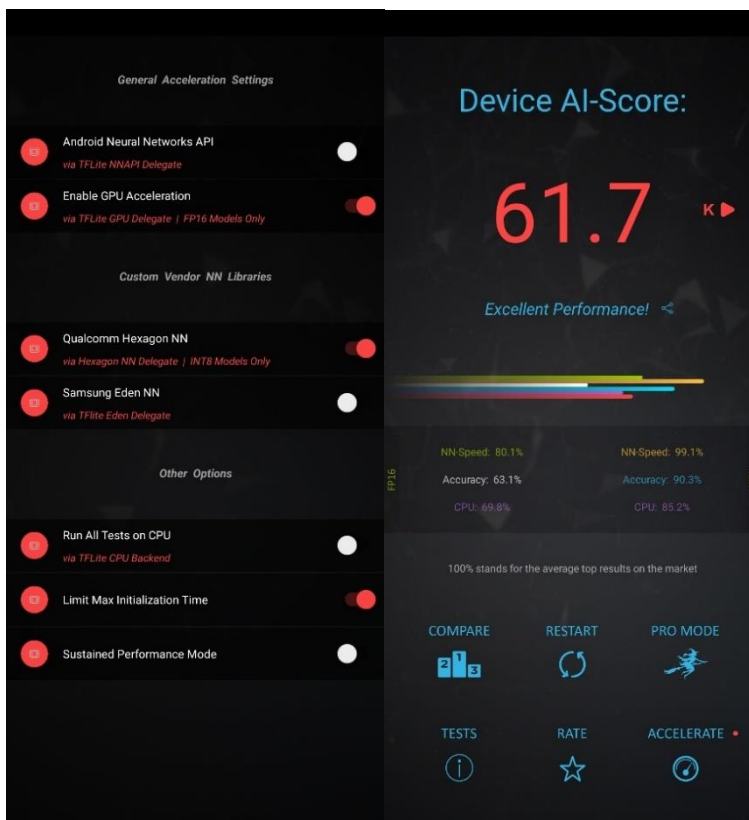 General Acceleration Settings
Android Neural Networks API
via TFLite NNAPI Delegate
Enable GPU Acceleration
via TFLite GPU Delegate | FP16 Models Only
Custom Vendor NN Libraries
Qualcomm Hexagon NN
via Hexagon NN Delegate | INT8 Models Only
Samsung Eden NN
via TFlite Eden Delegate
Other Options
Run All Tests on CPU
via TFLite CPU Backend
Limit Max Initialization Time
Sustained Performance Mode
Device AI-Score:
61.7 K
Excellent Performance!
FP16
NN-Speed: 80.1% NN-Speed: 99.1%
Accuracy: 63.1% Accuracy: 90.3%
CPU: 69.8% CPU: 85.2%
100% stands for the average top results on the market
COMPARE RESTART PRO MODE
2 1 3
TESTS RATE ACCELERATE